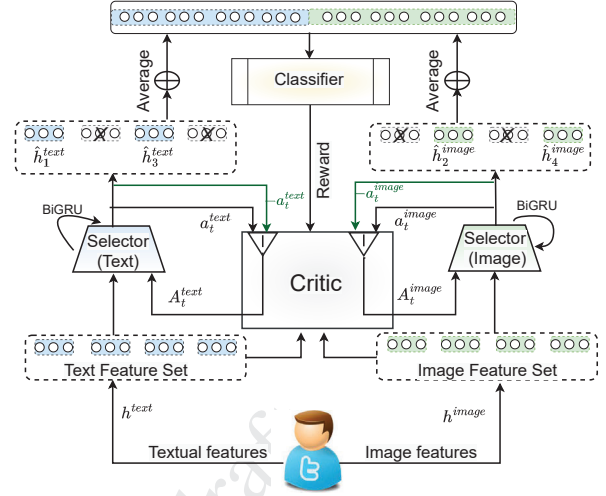 Classifier
Average
Average
ĥ₁^text
ĥ₃^text
ĥ₂^image
ĥ₄^image
Reward
-a_t^text
-a_t^image
BiGRU
BiGRU
a_t^text
a_t^image
Selector
(Text)
Selector
(Image)
Critic
A_t^text
A_t^image
Text Feature Set
Image Feature Set
h^text
h^image
Textual features
Image features